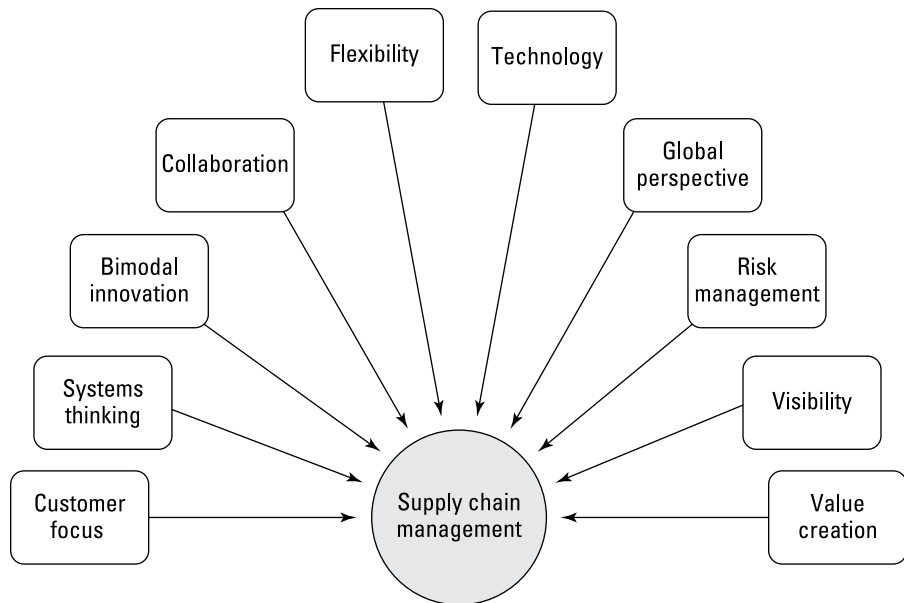 Flexibility
Technology
Collaboration
Global
perspective
Bimodal
innovation
Risk
management
Systems
thinking
Visibility
Customer
focus
Supply chain
management
Value
creation